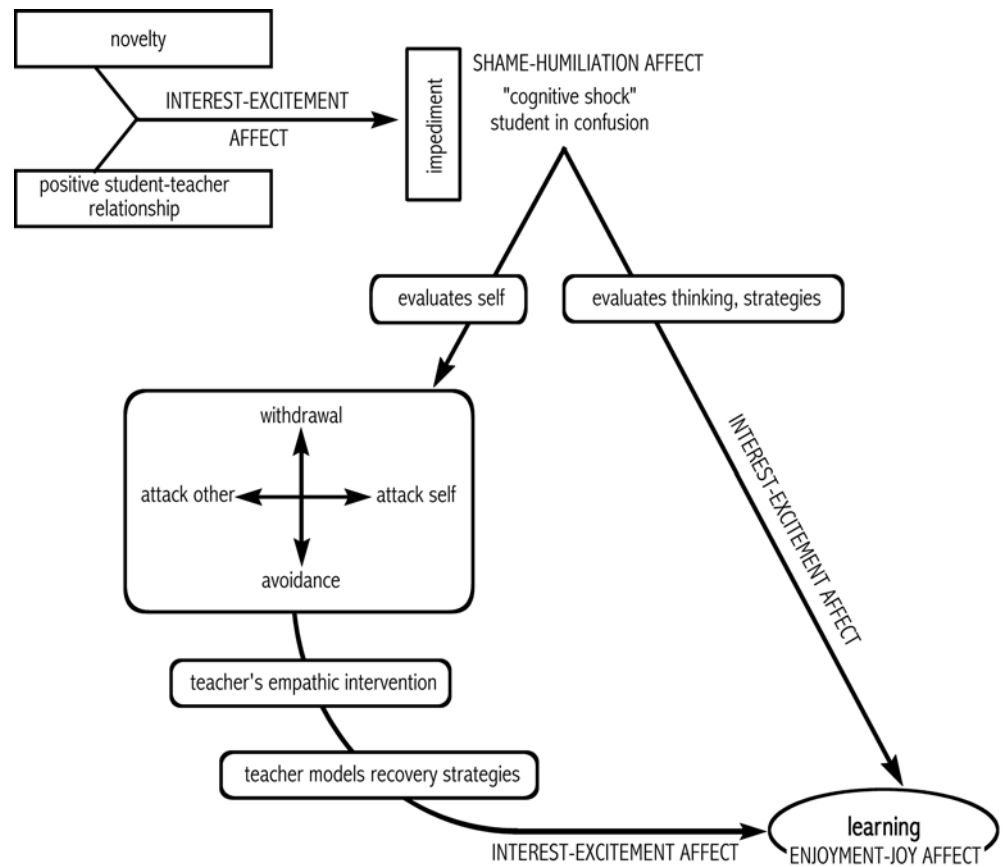 novelty
INTEREST-EXCITEMENT
AFFECT
positive student-teacher
relationship
impediment
SHAME-HUMILIATION AFFECT
"cognitive shock"
student in confusion
evaluates self
evaluates thinking, strategies
withdrawal
attack other
attack self
avoidance
INTEREST-EXCITEMENT AFFECT
teacher's empathic intervention
teacher models recovery strategies
INTEREST-EXCITEMENT AFFECT
learning
ENJOYMENT-JOY AFFECT